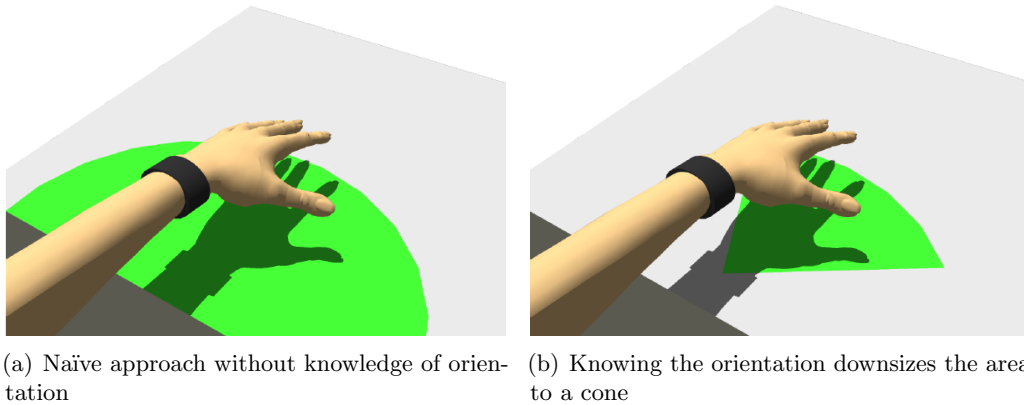 (a) Naïve approach without knowledge of orien-
tation
(b) Knowing the orientation downsizes the area
to a cone